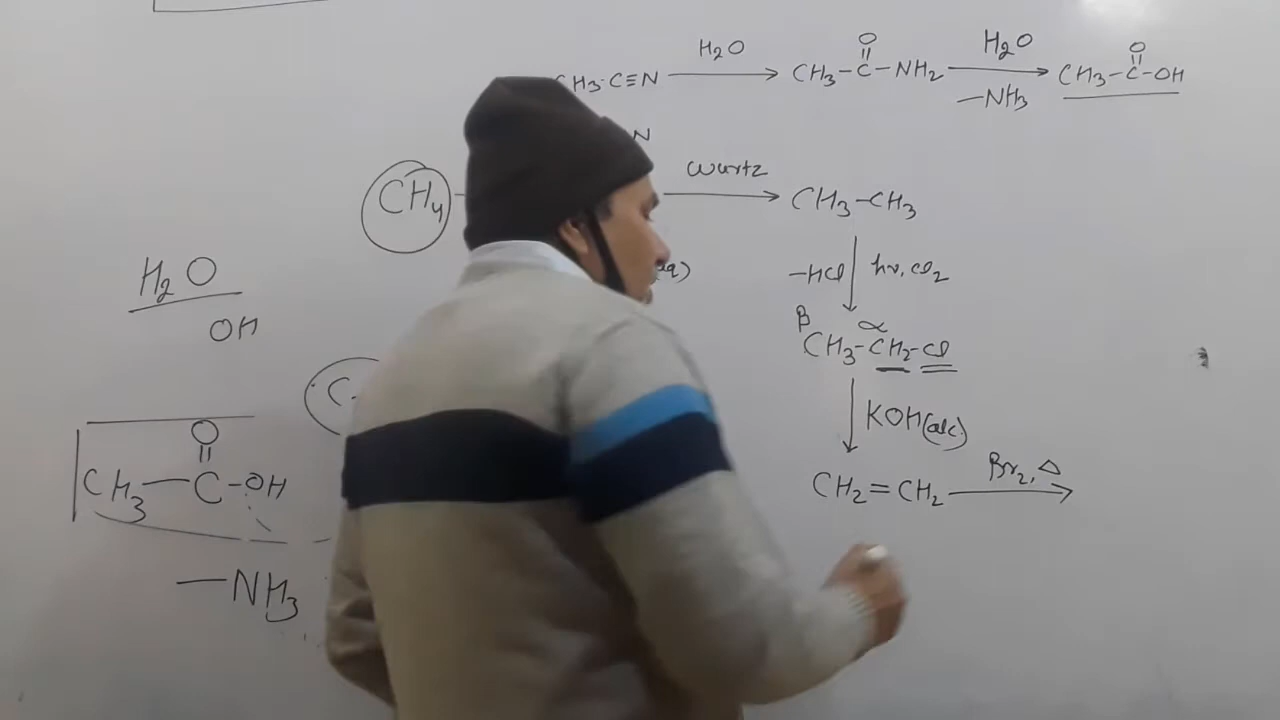 CH3-C≡N H2O CH3-C-NH2 H2O -NH3 CH3-C-OH
O O
N
CH4 Wurtz CH3-CH3
-HCl hν, Cl2
H2O
OH
β α
CH3-CH2-Cl
C-
KOH(alc.)
O
CH3-C-OH
CH2=CH2 Br2, Δ
-NH3